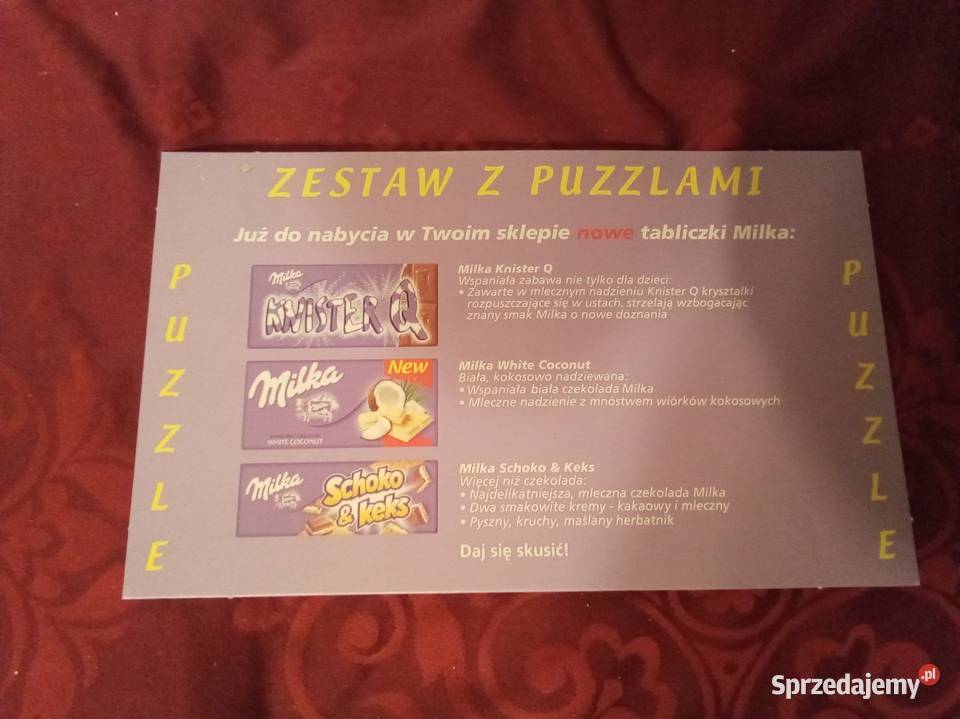 ZESTAW Z PUZZLAMI
Już do nabycia w Twoim sklepie nowe tabliczki Milka:
PUZZLE
Milka
KNISTER Q
Milka Knister Q
Wspaniała zabawa nie tylko dla dzieci:
• Zawarte w mlecznym nadzieniu Knister Q kryształki
rozpuszczające się w ustach, strzelają wzbogacając
znany smak Milka o nowe doznania
Milka
New
WHITE COCONUT
Milka White Coconut
Biała, kokosowo nadziewana:
• Wspaniała biała czekolada Milka
• Mleczne nadzienie z mnóstwem wiórków kokosowych
Milka
Schoko
& Keks
Milka Schoko & Keks
Więcej niż czekolada:
• Najdelikatniejsza, mleczna czekolada Milka
• Dwa smakowite kremy - kakaowy i mleczny
• Pyszny, kruchy, maślany herbatnik
Daj się skusić!
PUZZLE
Sprzedajemy.pl